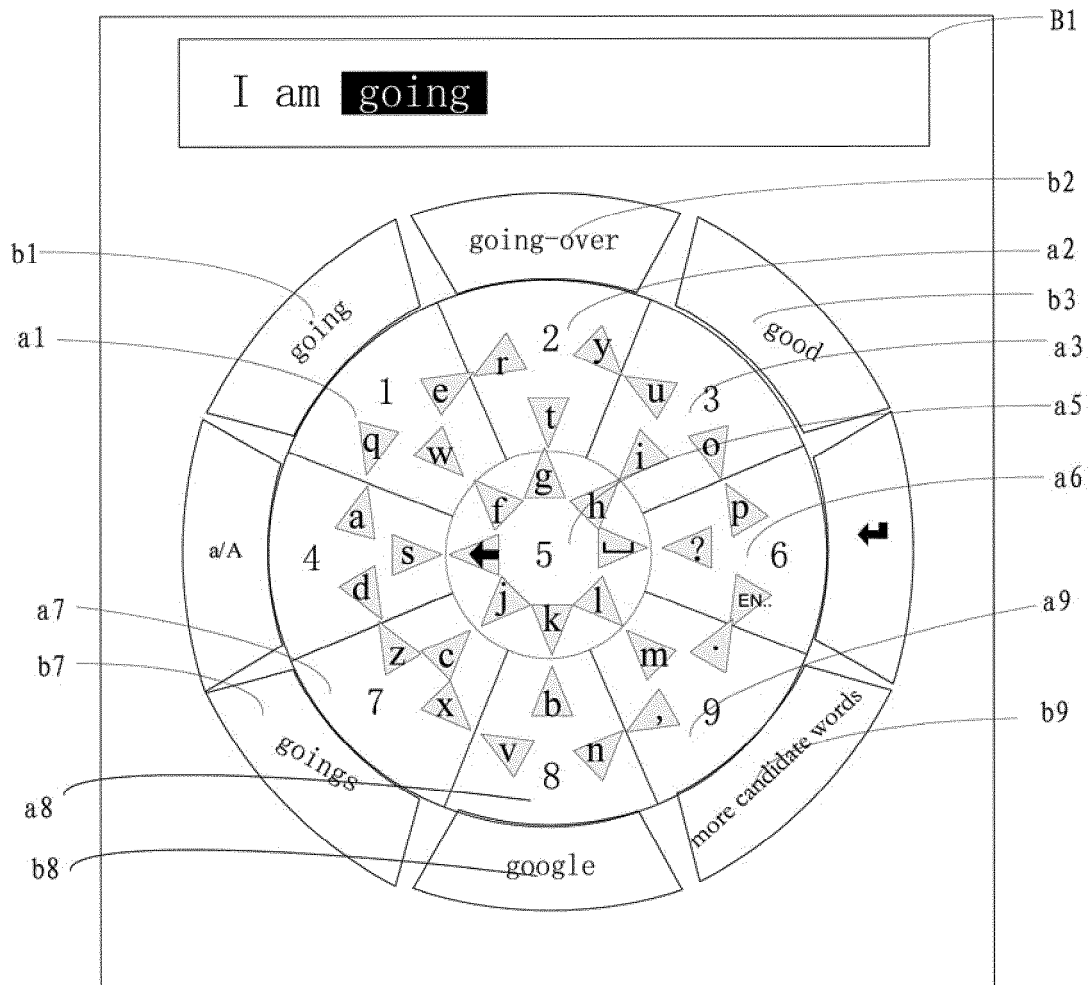 B1
I am going
b2
going-over
b1
a2
going
good
b3
a1
2
y
r
a3
1
e
u
3
a5
t
q
w
i
o
g
a6
f
h
p
a
a/A
4
s
5
?
6
d
EN..
j
k
l
a9
a7
z
c
m
.
b7
7
x
b
,
9
b9
goings
v
n
8
more candidate words
a8
b8
google